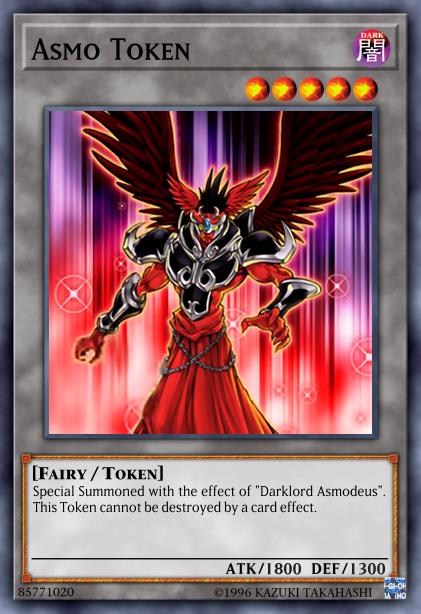 Asmo Token
DARK
闇
[Fairy / Token]
Special Summoned with the effect of "Darklord Asmodeus".
This Token cannot be destroyed by a card effect.
ATK/1800 DEF/1300
85771020
©1996 KAZUKI TAKAHASHI